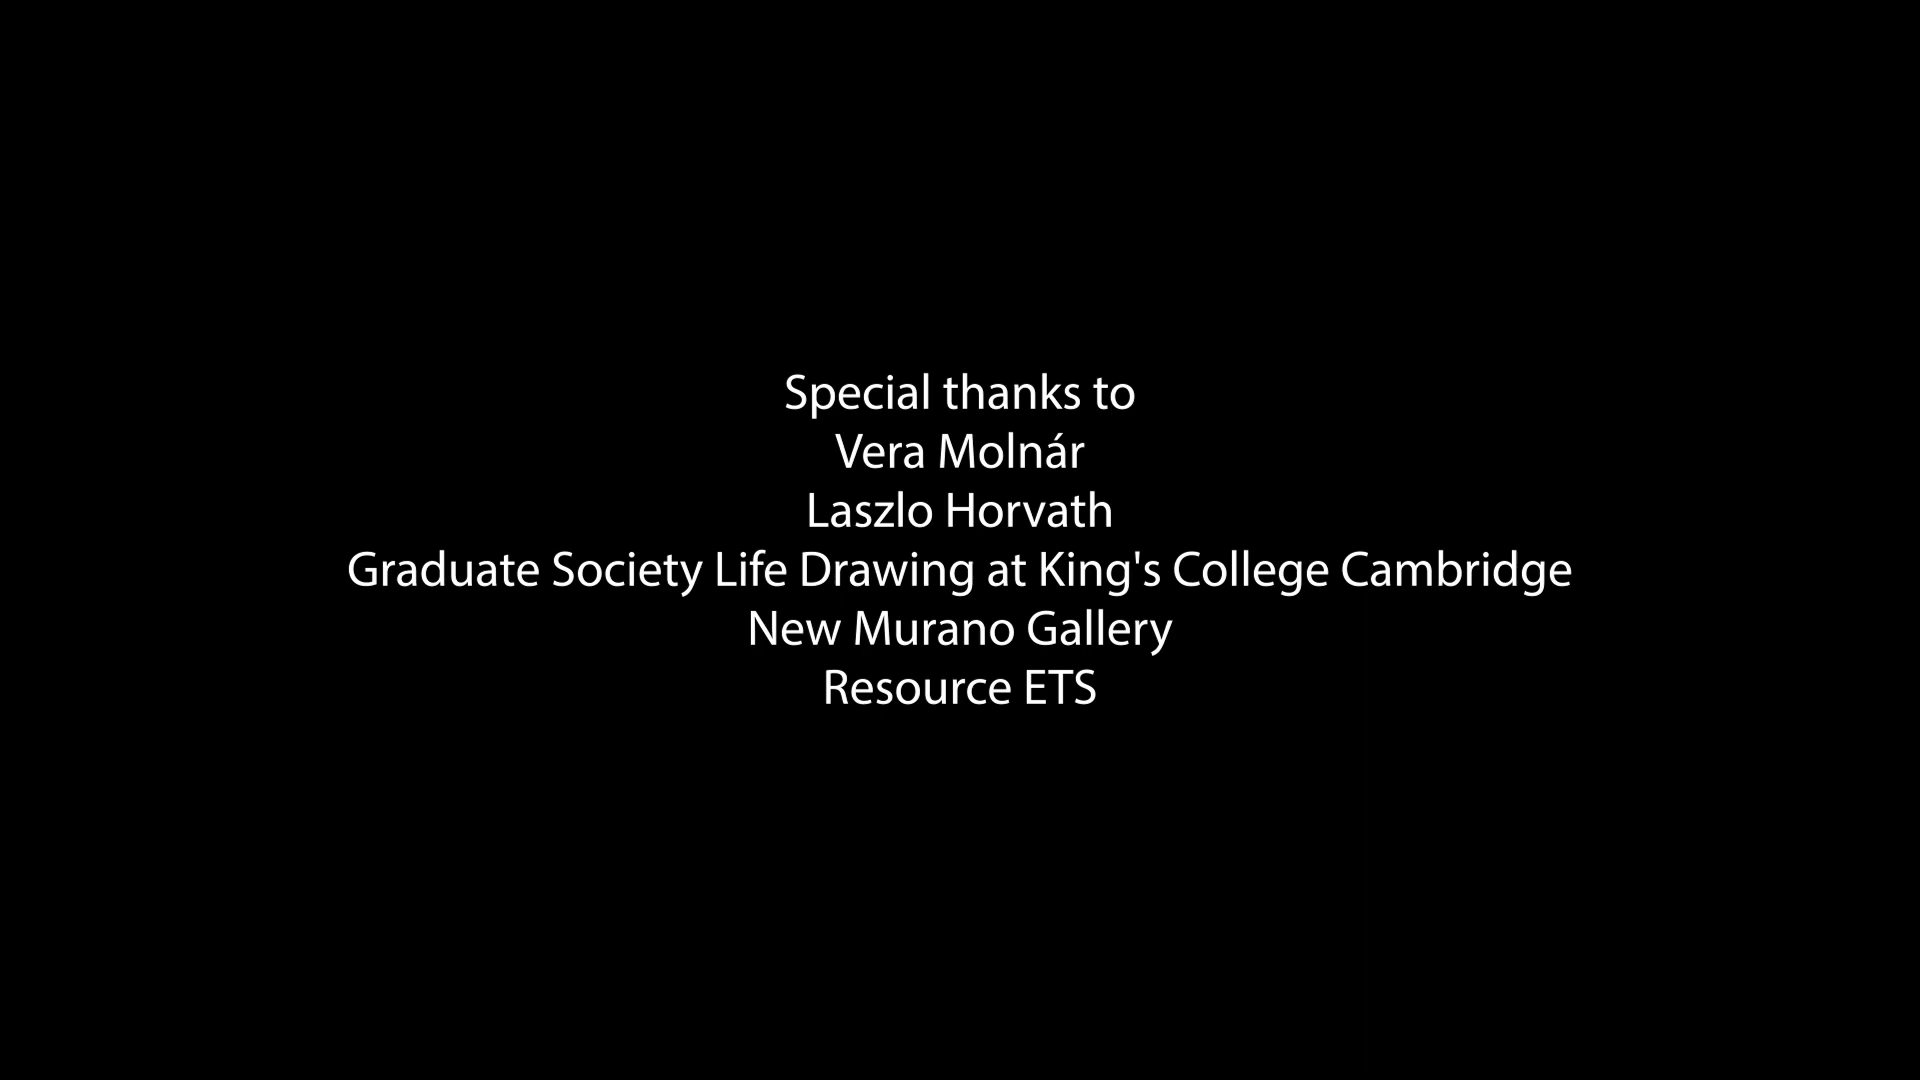 Special thanks to
Vera Molnár
Laszlo Horvath
Graduate Society Life Drawing at King's College Cambridge
New Murano Gallery
Resource ETS